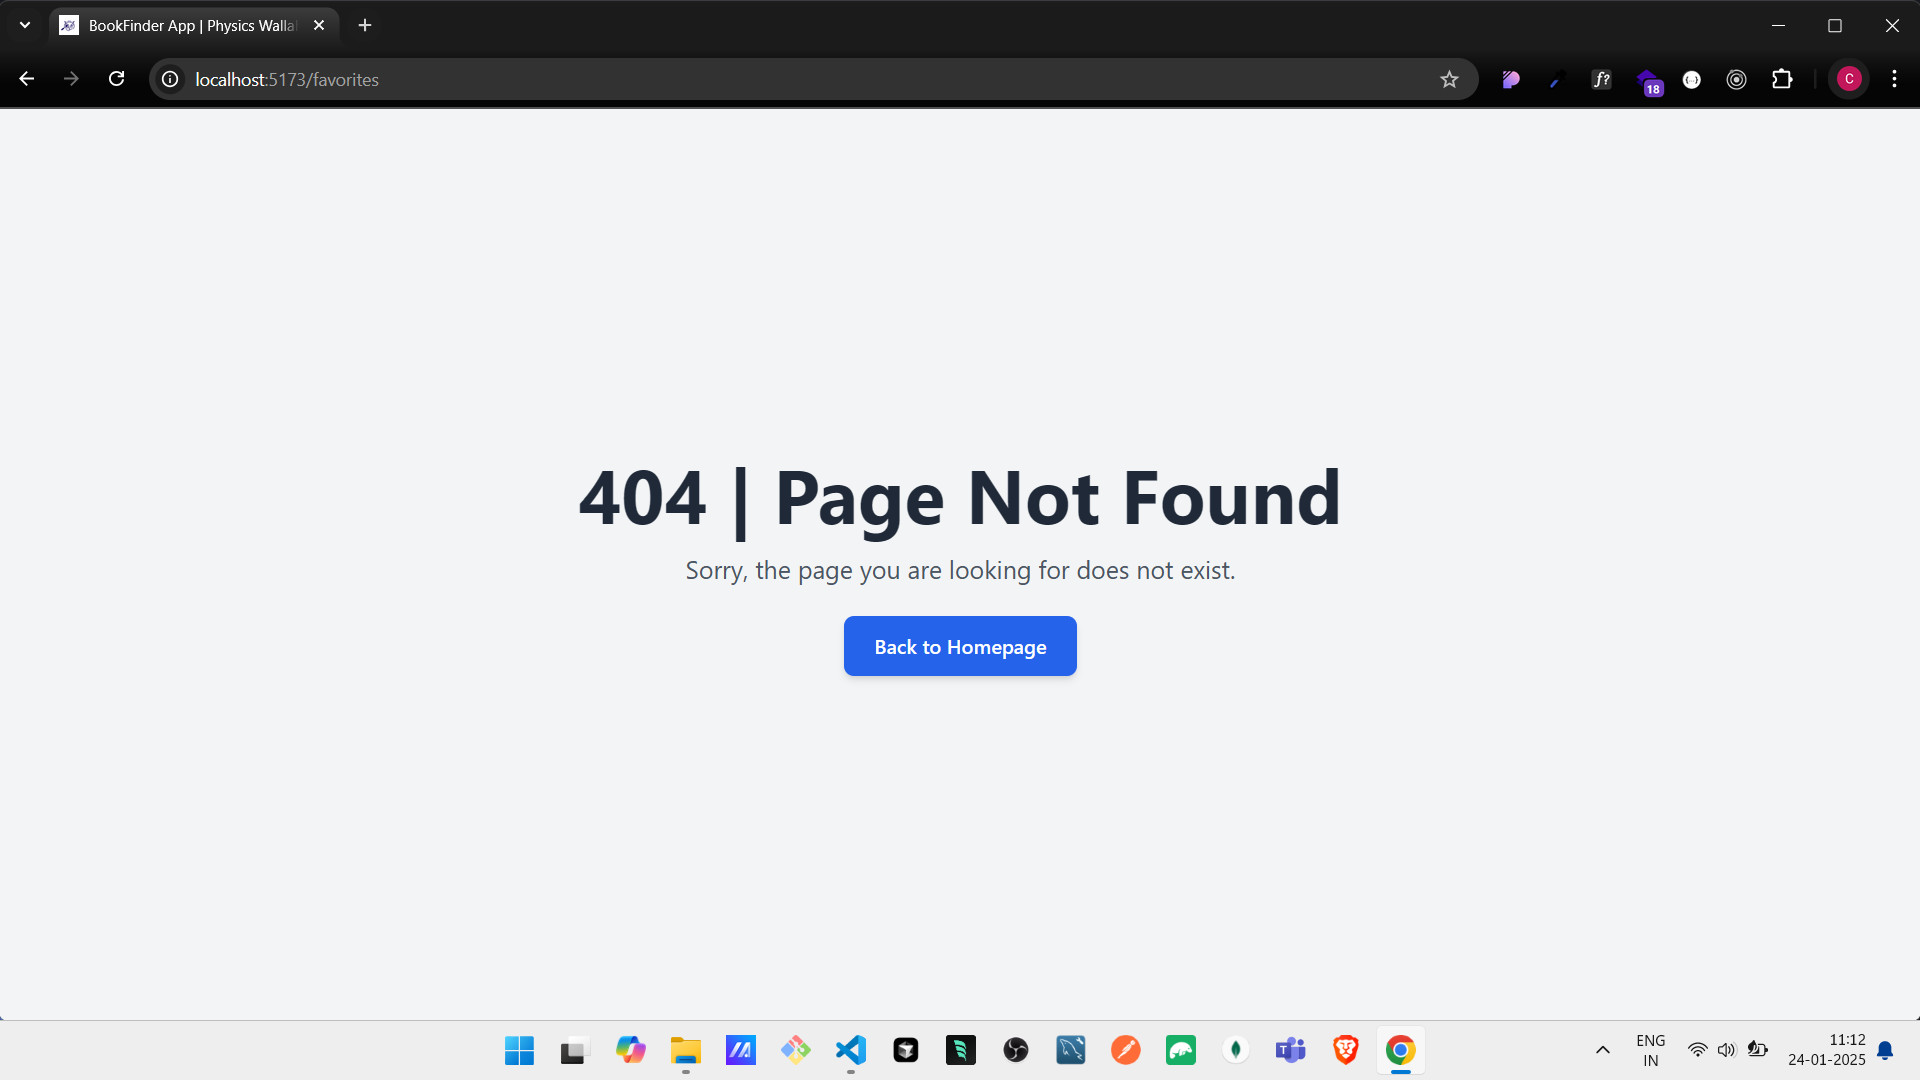 BookFinder App | Physics Walla
localhost:5173/favorites
f?
18
C
404 | Page Not Found
Sorry, the page you are looking for does not exist.
Back to Homepage
ENG
IN
11:12
24-01-2025